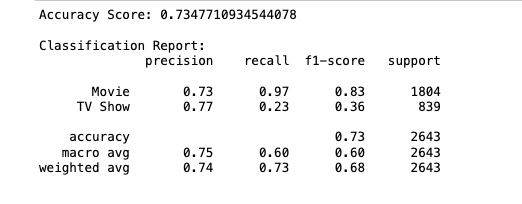 Accuracy Score: 0.7347710934544078
Classification Report:
precision recall f1-score support
Movie 0.73 0.97 0.83 1804
TV Show 0.77 0.23 0.36 839
accuracy 0.73 2643
macro avg 0.75 0.60 0.60 2643
weighted avg 0.74 0.73 0.68 2643